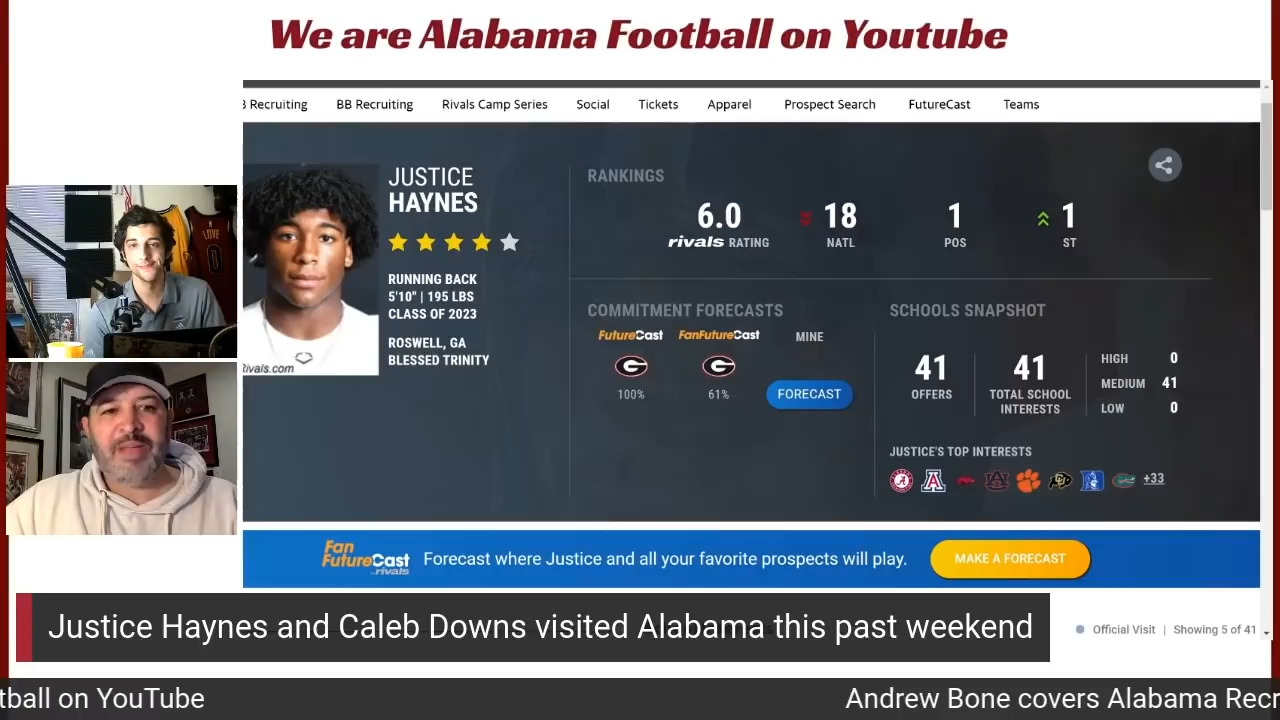 We are Alabama Football on Youtube
Recruiting BB Recruiting Rivals Camp Series Social Tickets Apparel Prospect Search FutureCast Teams
JUSTICE
HAYNES
RUNNING BACK
5'10" | 195 LBS
CLASS OF 2023
ROSWELL, GA
BLESSED TRINITY
Rivals.com
RANKINGS
6.0 18 1 1
rivals RATING NATL POS ST
COMMITMENT FORECASTS
FutureCast FanFutureCast MINE
100% 61% FORECAST
SCHOOLS SNAPSHOT
41 41
OFFERS TOTAL SCHOOL INTERESTS
HIGH 0
MEDIUM 41
LOW 0
JUSTICE'S TOP INTERESTS
+33
Fan FutureCast rivals
Forecast where Justice and all your favorite prospects will play. MAKE A FORECAST
Justice Haynes and Caleb Downs visited Alabama this past weekend
Official Visit | Showing 5 of 41
tball on YouTube Andrew Bone covers Alabama Recr